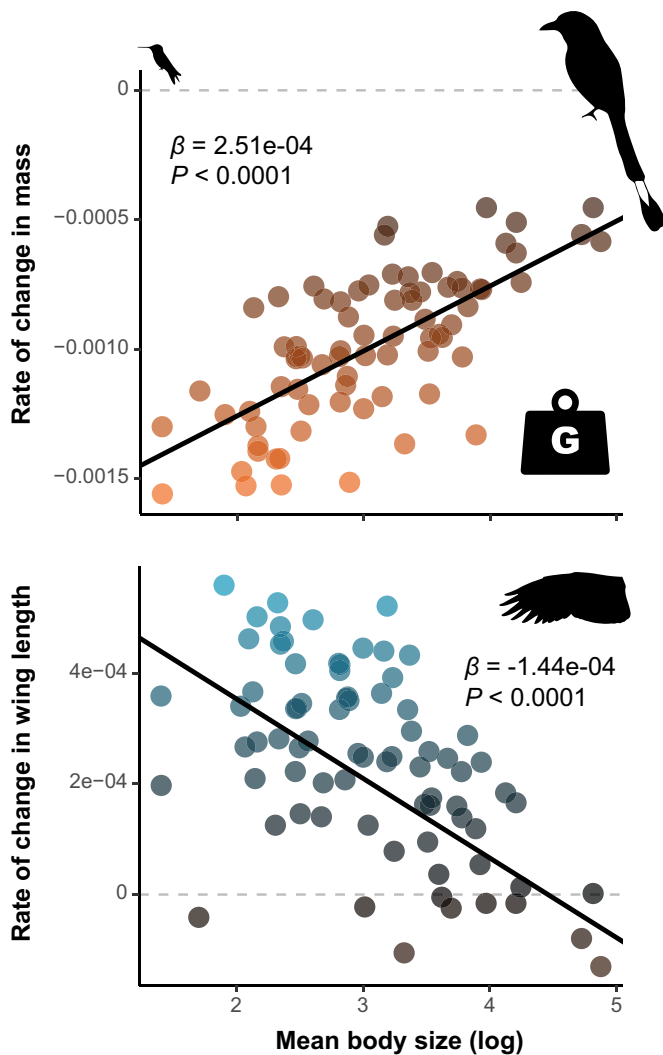 Rate of change in mass
0
−0.0005
−0.0010
−0.0015
β = 2.51e-04
P < 0.0001
G
Rate of change in wing length
4e−04
2e−04
0
β = -1.44e-04
P < 0.0001
2 3 4 5
Mean body size (log)